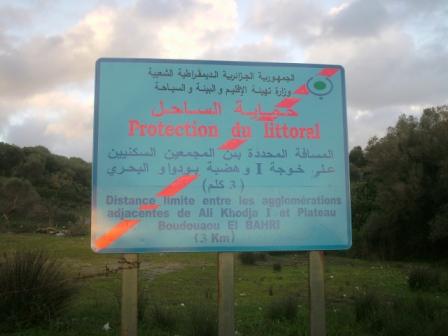 الجمهورية الجزائرية الديمقراطية الشعبية
وزارة تهيئة الإقليم و البيئة و السياحة
حماية الساحل
Protection du littoral
المسافة المحددة بين المجمعين السكنيين
علي خوجة I و هضبة بودواو البحري
( 3 كلم )
Distance limite entre les agglomérations
adjacentes de Ali Khodja I et Plateau
Boudouaou El BAHRI
(3 Km)